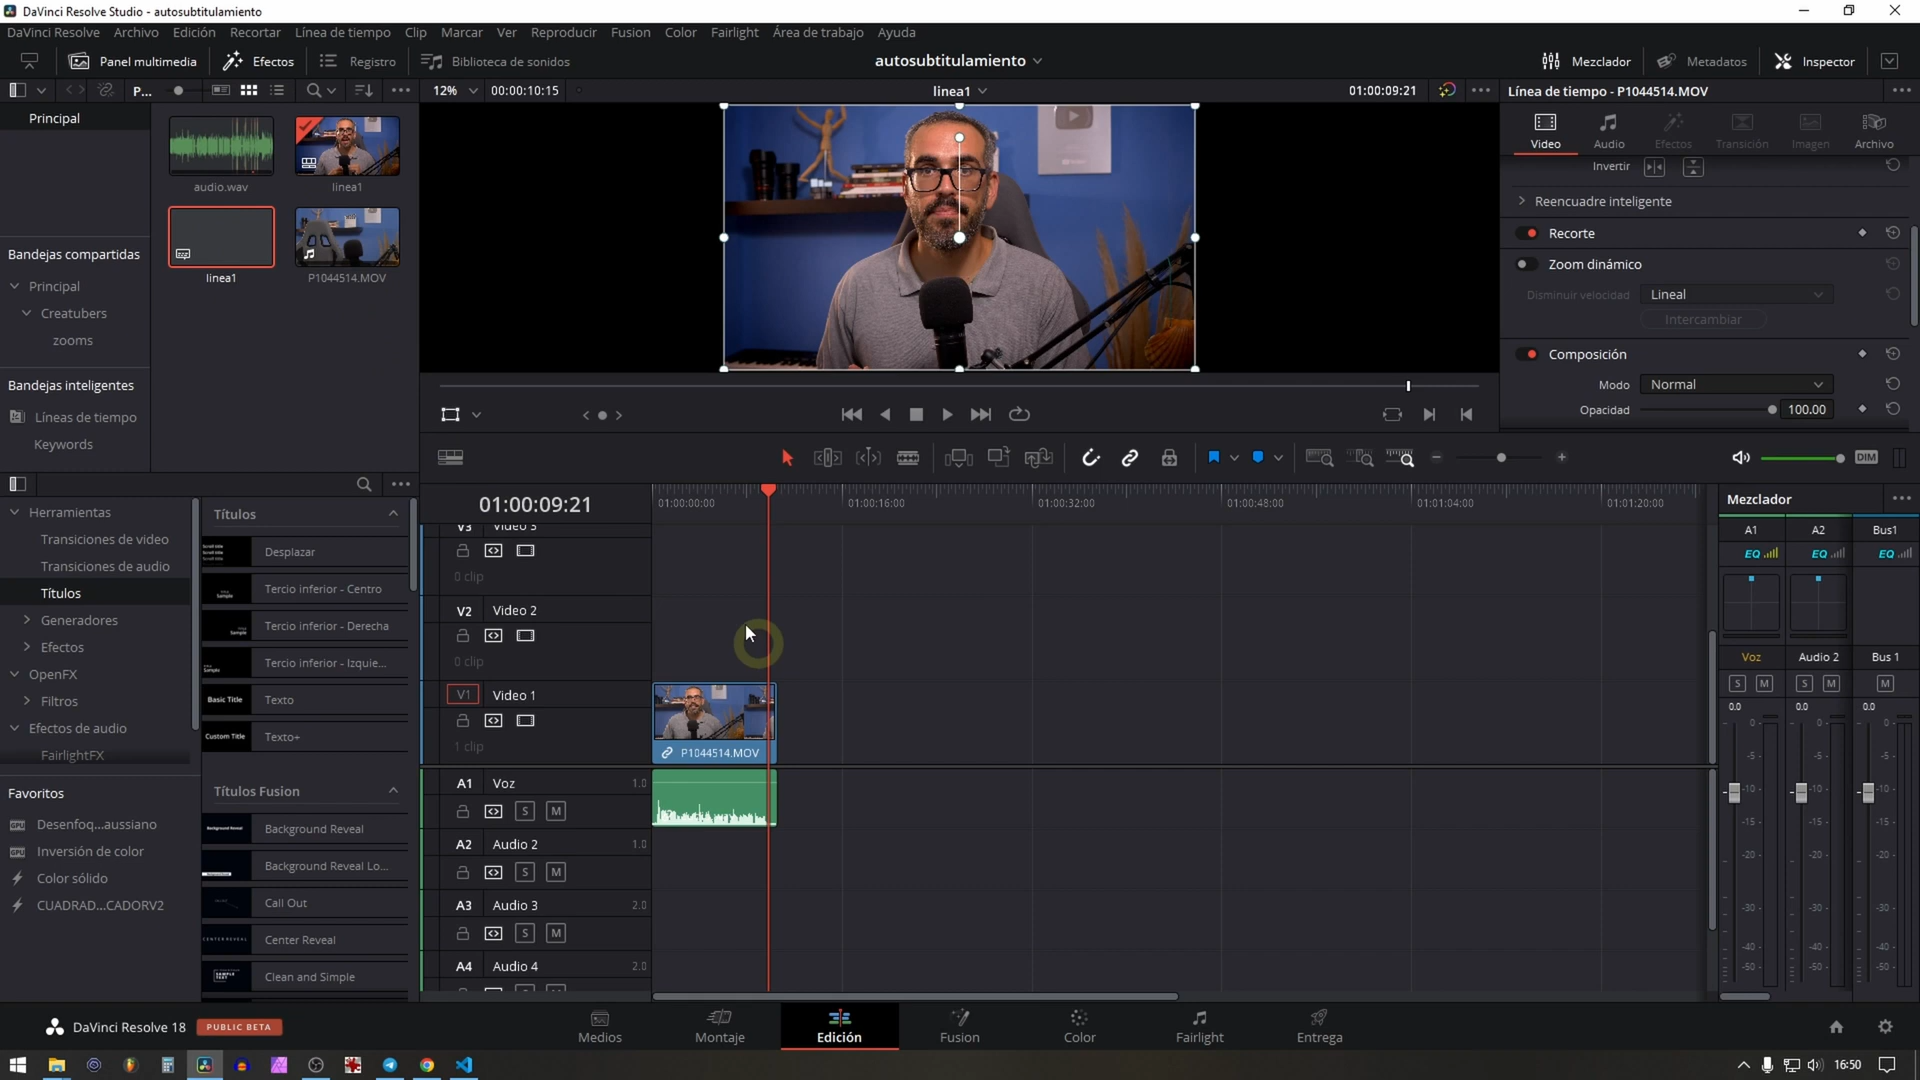 DaVinci Resolve Studio - autosubtitulamiento
DaVinci Resolve Archivo Edición Recortar Línea de tiempo Clip Marcar Ver Reproducir Fusion Color Fairlight Área de trabajo Ayuda
Panel multimedia Efectos Registro Biblioteca de sonidos autosubtitulamiento Mezclador Metadatos Inspector
P... 12% 00:00:10:15 linea1 01:00:09:21 Línea de tiempo - P1044514.MOV
Principal
audio.wav linea1
linea1 P1044514.MOV
Bandejas compartidas
Principal
Creatubers
zooms
Bandejas inteligentes
Líneas de tiempo
Keywords
Video Audio Efectos Transición Imagen Archivo
Invertir
Reencuadre inteligente
Recorte
Zoom dinámico
Disminuir velocidad Lineal
Intercambiar
Composición
Modo Normal
Opacidad 100.00
DIM
Herramientas
Transiciones de video
Transiciones de audio
Títulos
Generadores
Efectos
OpenFX
Filtros
Efectos de audio
FairlightFX
Favoritos
Desenfoq...aussiano
Inversión de color
Color sólido
CUADRAD...CADORV2
Títulos
Desplazar
Tercio inferior - Centro
Tercio inferior - Derecha
Tercio inferior - Izquie...
Basic Title Texto
Custom Title Texto+
Títulos Fusion
Background Reveal
Background Reveal Lo...
Call Out
CENTER REVEAL Center Reveal
Clean and Simple
01:00:09:21
01:00:00:00 01:00:16:00 01:00:32:00 01:00:48:00 01:01:04:00 01:01:20:00
V3 Video 3
0 clip
V2 Video 2
0 clip
V1 Video 1
1 clip
P1044514.MOV
A1 Voz 1.0
S M
A2 Audio 2 1.0
S M
A3 Audio 3 2.0
S M
A4 Audio 4 2.0
Mezclador
A1 A2 Bus1
EQ EQ EQ
Voz Audio 2 Bus 1
S M S M M
0.0 0.0 0.0
0 0 0
-5 -5 -5
-10 -10 -10
-15 -15 -15
-20 -20 -20
-30 -30 -30
-40 -40 -40
-50 -50 -50
DaVinci Resolve 18 PUBLIC BETA
Medios Montaje Edición Fusion Color Fairlight Entrega
16:50